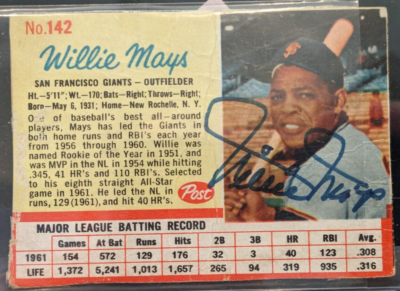 No. 142
Willie Mays
SAN FRANCISCO GIANTS — OUTFIELDER
Ht.—5'11"; Wt.—170; Bats—Right; Throws—Right;
Born—May 6, 1931; Home—New Rochelle, N. Y.
One of baseball's best all-around
players, Mays has led the Giants in
both home runs and RBI's each year
from 1956 through 1960. Willie was
named Rookie of the Year in 1951, and
was MVP in the NL in 1954 while hitting
.345, 41 HR's and 110 RBI's. Selected
to his eighth straight All-Star
game in 1961. He led the NL in
runs, 129 (1961), and hit 40 HR's.
Post
Willie Mays
MAJOR LEAGUE BATTING RECORD
Games At Bat Runs Hits 2B 3B HR RBI Avg.
1961 154 572 129 176 32 3 40 123 .308
LIFE 1,372 5,241 1,013 1,657 265 94 319 935 .316